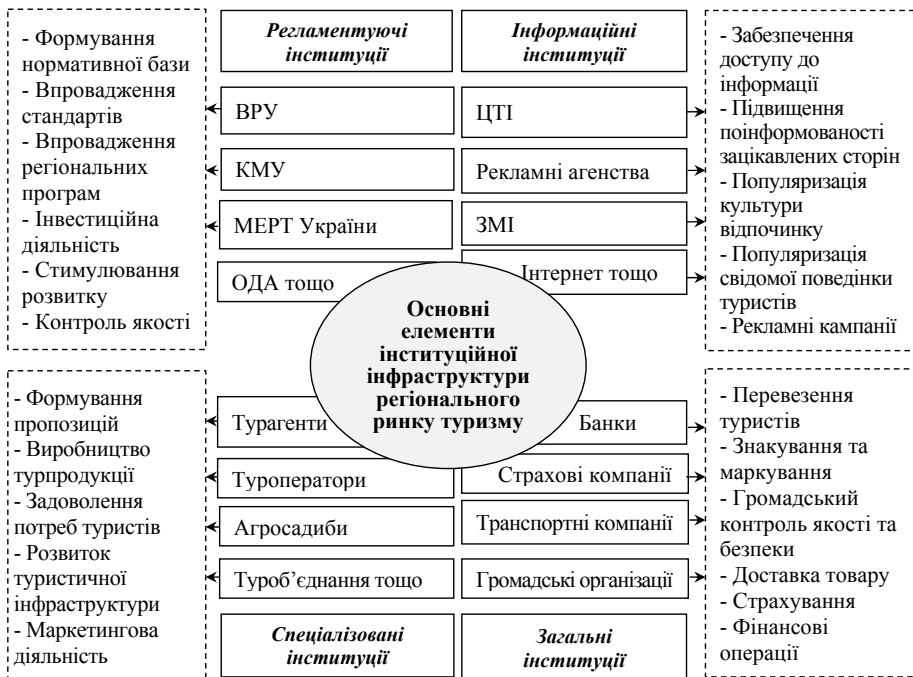 - Формування
нормативної бази
- Впровадження
стандартів
- Впровадження
регіональних
програм
- Інвестиційна
діяльність
- Стимулювання
розвитку
- Контроль якості
Регламентуючі
інституції
ВРУ
КМУ
МЕРТ України
ОДА тощо
Інформаційні
інституції
ЦТІ
Рекламні агенства
ЗМІ
Інтернет тощо
- Забезпечення
доступу до
інформації
- Підвищення
поінформованості
зацікавлених сторін
- Популяризація
культури
відпочинку
- Популяризація
свідомої поведінки
туристів
- Рекламні кампанії
Основні
елементи
інституційної
інфраструктури
регіонального
ринку туризму
- Формування
пропозицій
- Виробництво
турпродукції
- Задоволення
потреб туристів
- Розвиток
туристичної
інфраструктури
- Маркетингова
діяльність
Турагенти
Туроператори
Агросадиби
Туроб’єднання тощо
Спеціалізовані
інституції
Банки
Страхові компанії
Транспортні компанії
Громадські організації
Загальні
інституції
- Перевезення
туристів
- Знакування та
маркування
- Громадський
контроль якості та
безпеки
- Доставка товару
- Страхування
- Фінансові
операції